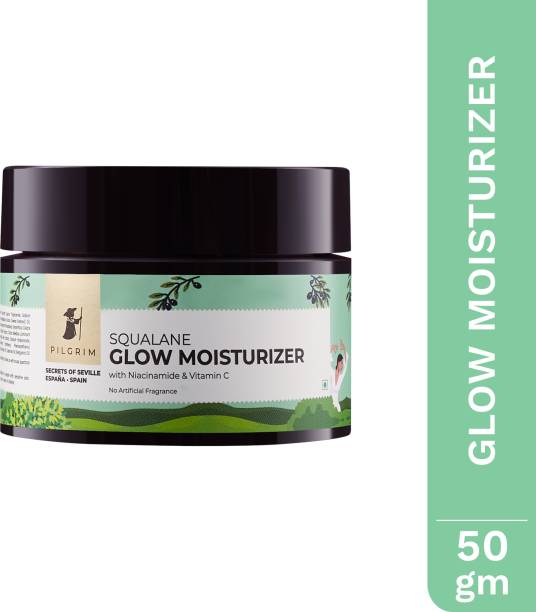 PILGRIM
SECRETS OF SEVILLE
ESPAÑA • SPAIN
SQUALANE
GLOW MOISTURIZER
with Niacinamide & Vitamin C
No Artificial Fragrance
GLOW MOISTURIZER
50
gm